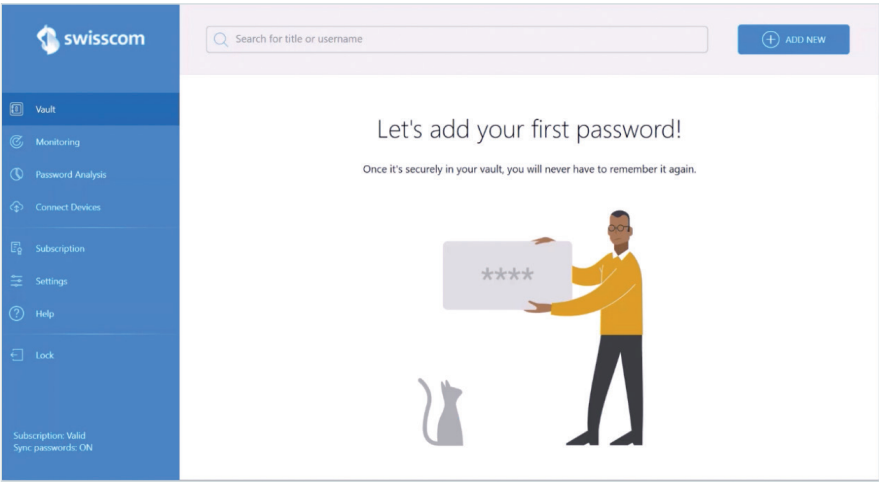 swisscom
Search for title or username
ADD NEW
Vault
Monitoring
Password Analysis
Connect Devices
Subscription
Settings
Help
Lock
Subscription: Valid
Sync passwords: ON
Let's add your first password!
Once it's securely in your vault, you will never have to remember it again.
****